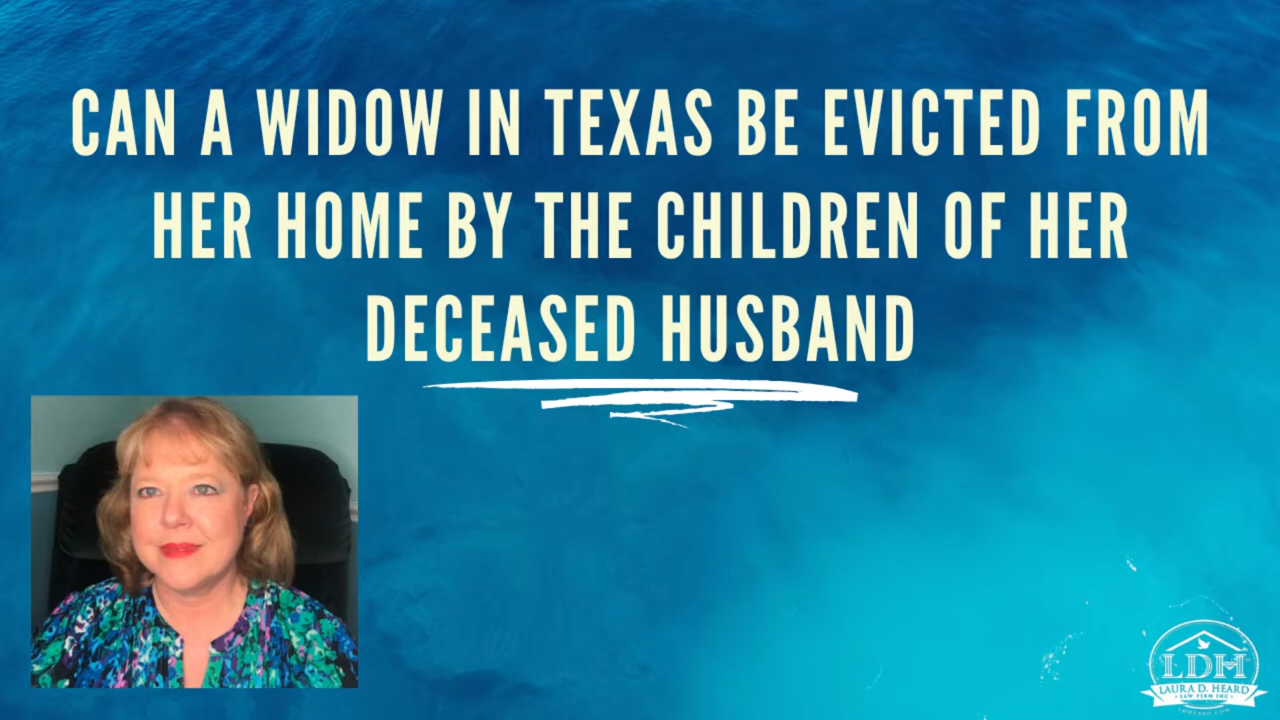 CAN A WIDOW IN TEXAS BE EVICTED FROM
HER HOME BY THE CHILDREN OF HER
DECEASED HUSBAND
LDH
LAURA D. HEARD
LAW FIRM INC